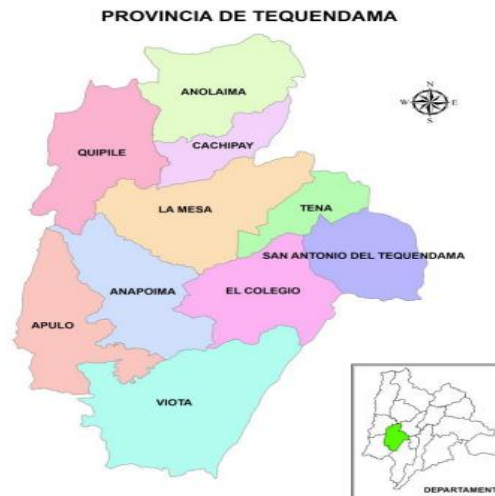 PROVINCIA DE TEQUENDAMA
ANOLAIMA
N
W E
S
CACHIPAY
QUIPILE
LA MESA
TENA
SAN ANTONIO DEL TEQUENDAMA
ANAPOIMA
EL COLEGIO
APULO
VIOTA
DEPARTAMENT